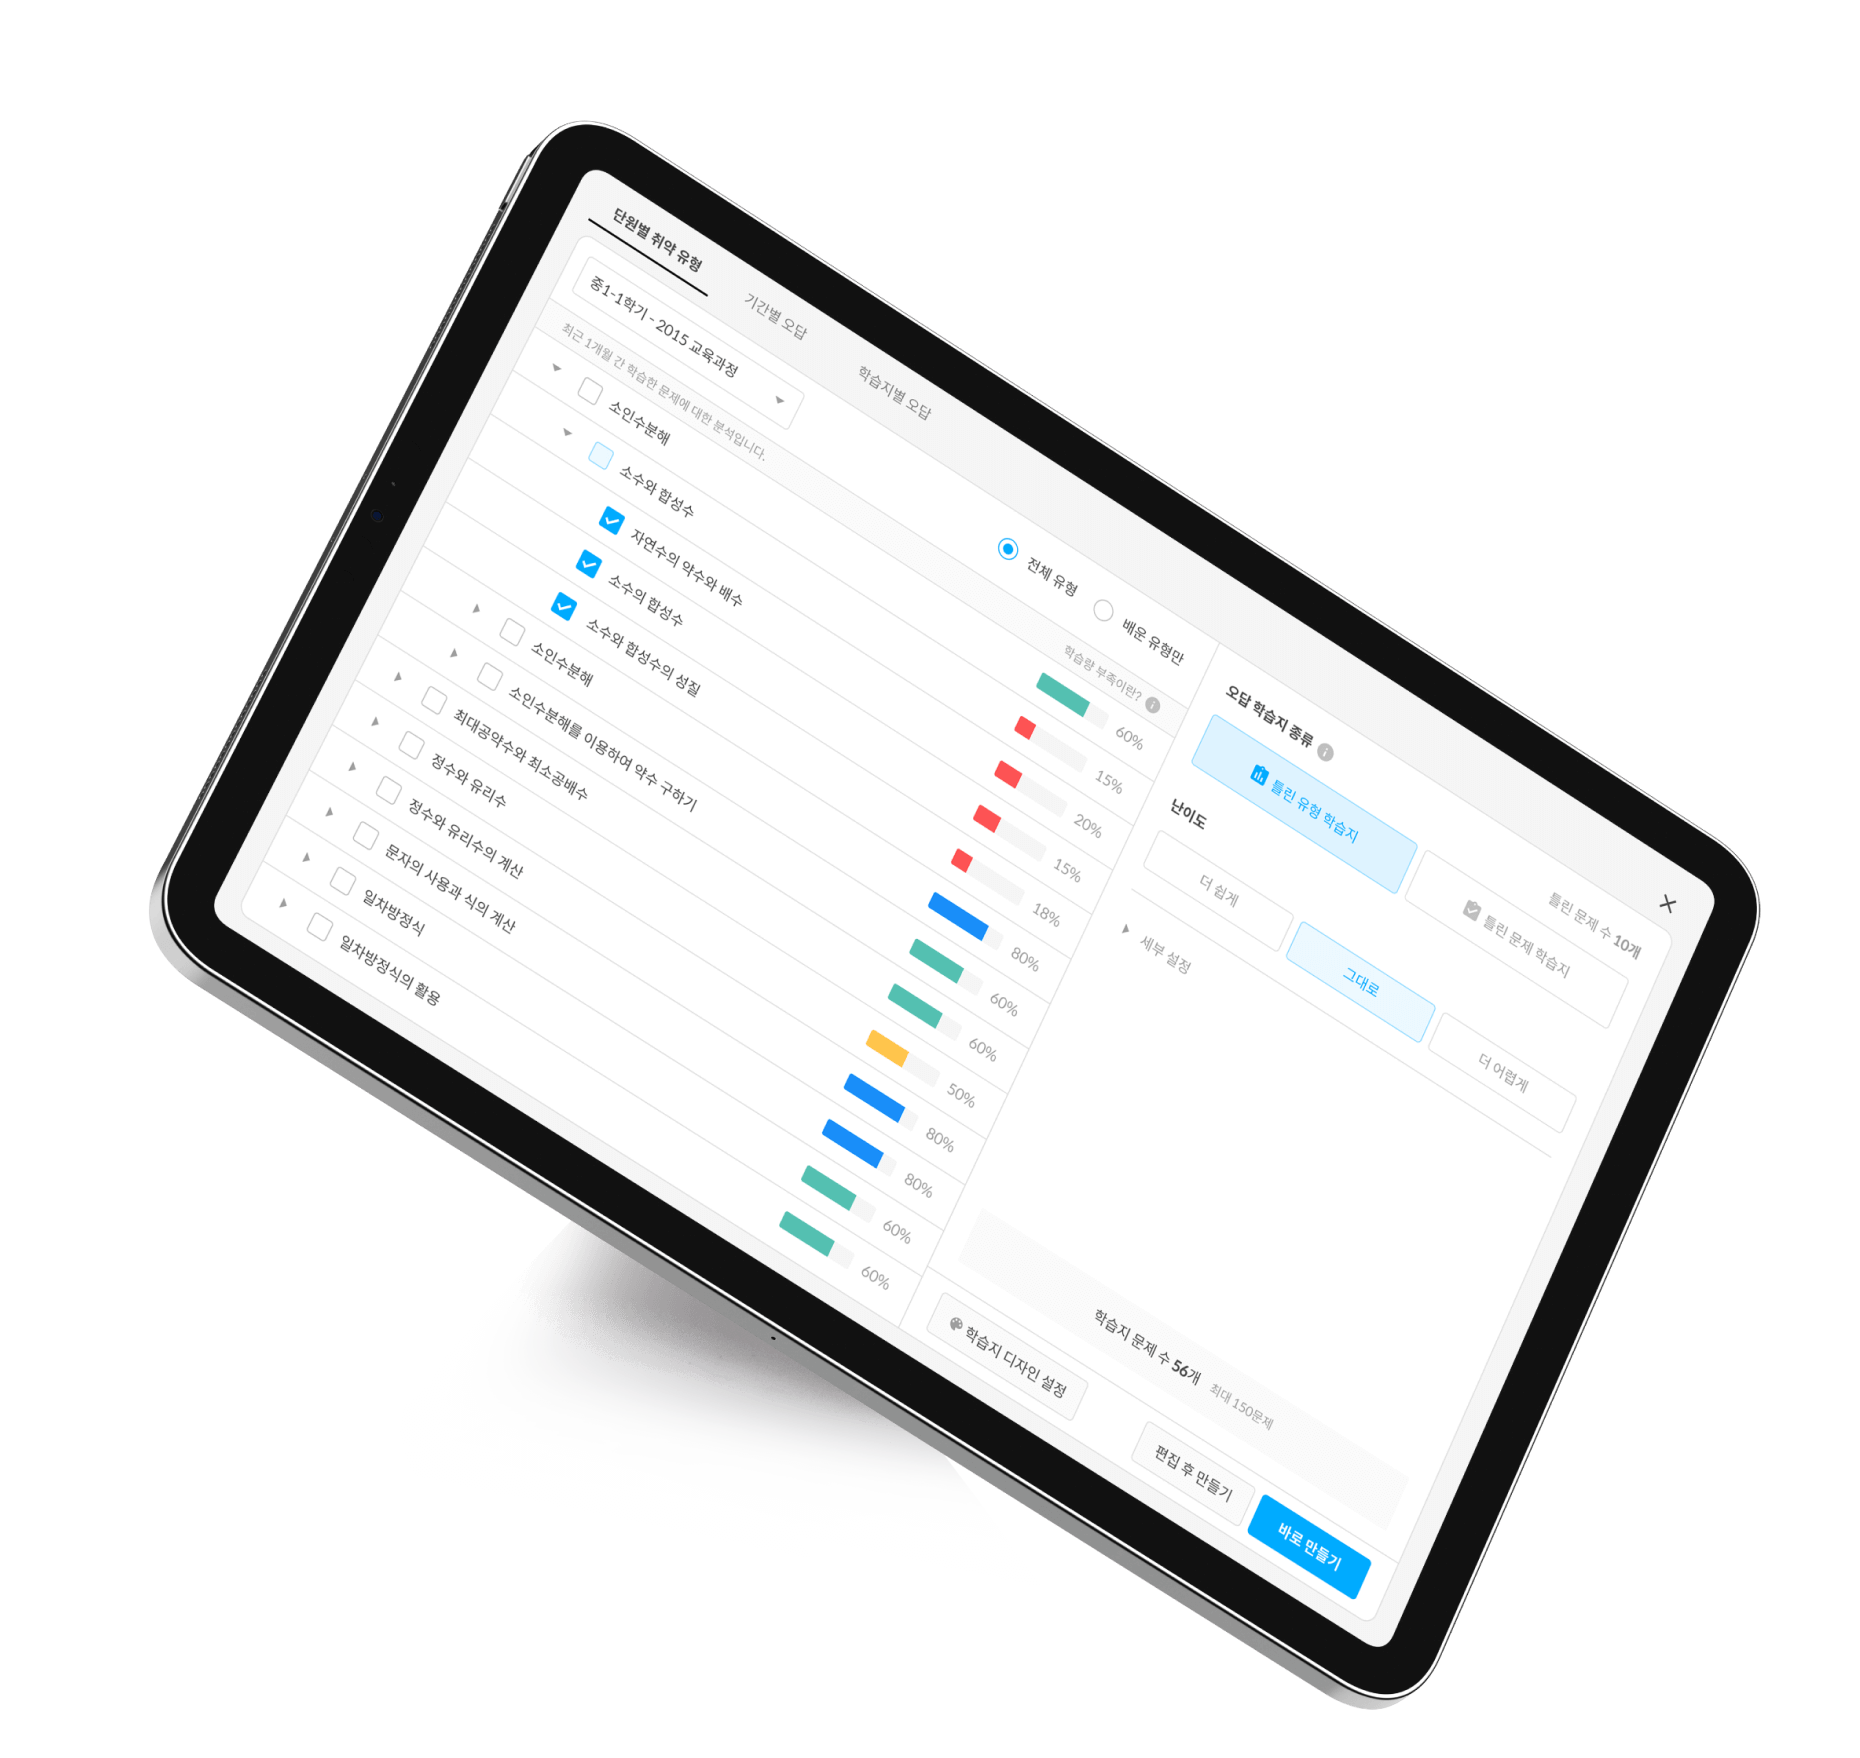 단원별 취약 유형
기간별 오답
학습지별 오답
중1-1학기 - 2015 교육과정
전체 유형
배운 유형만
최근 1개월 간 학습한 문제에 대한 분석입니다.
학습량 부족이란?
소인수분해
60%
소수와 합성수
15%
자연수의 약수와 배수
20%
소수의 합성수
15%
소수와 합성수의 성질
18%
소인수분해
80%
소인수분해를 이용하여 약수 구하기
60%
최대공약수와 최소공배수
60%
정수와 유리수
50%
정수와 유리수의 계산
80%
문자의 사용과 식의 계산
80%
일차방정식
60%
일차방정식의 활용
60%
오답 학습지 종류
틀린 문제 수 10개
틀린 유형 학습지
틀린 문제 학습지
난이도
더 쉽게
그대로
더 어렵게
세부 설정
학습지 문제 수 56개 최대 150문제
학습지 디자인 설정
편집 후 만들기
바로 만들기